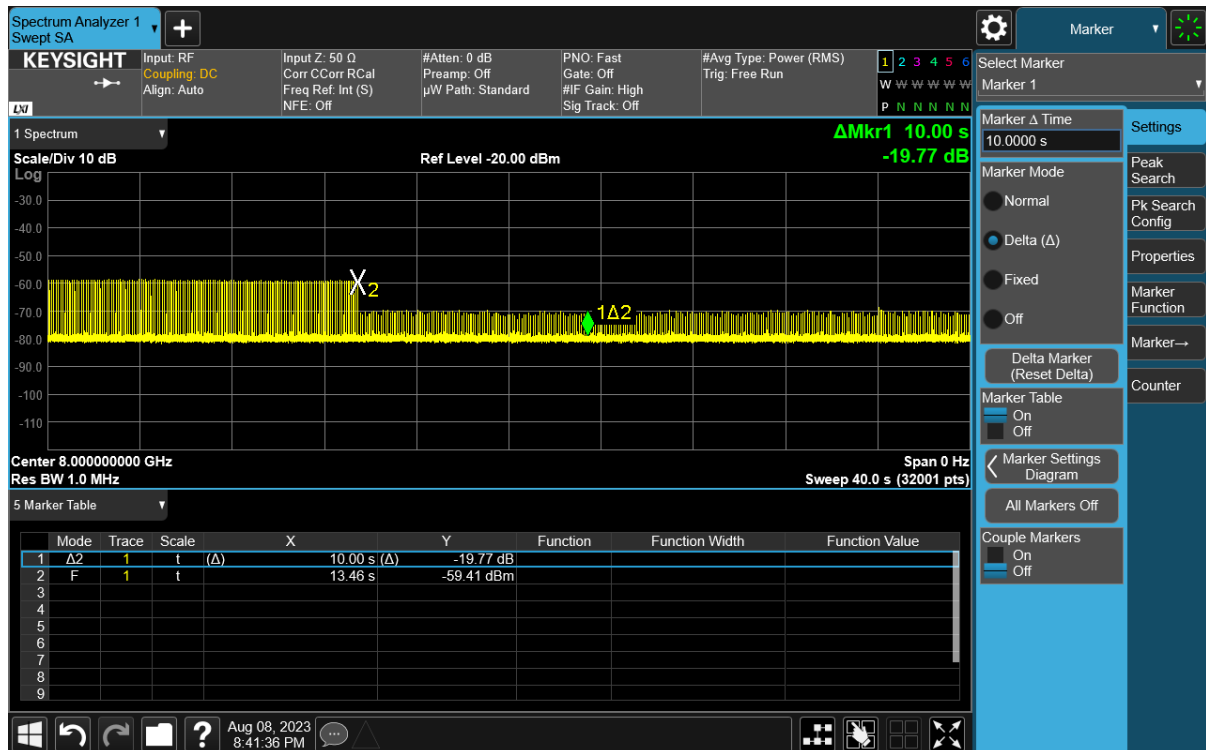 Spectrum Analyzer 1
Swept SA
+
Marker
KEYSIGHT
LXI
Input: RF
Coupling: DC
Align: Auto
Input Z: 50 Ω
Corr CCorr RCal
Freq Ref: Int (S)
NFE: Off
#Atten: 0 dB
Preamp: Off
µW Path: Standard
PNO: Fast
Gate: Off
#IF Gain: High
Sig Track: Off
#Avg Type: Power (RMS)
Trig: Free Run
1 2 3 4 5 6
W W W W W W
P N N N N N
Select Marker
Marker 1
1 Spectrum
ΔMkr1 10.00 s
-19.77 dB
Scale/Div 10 dB
Ref Level -20.00 dBm
Log
-30.0
-40.0
-50.0
-60.0
-70.0
-80.0
-90.0
-100
-110
X2
1Δ2
Center 8.000000000 GHz
Span 0 Hz
Res BW 1.0 MHz
Sweep 40.0 s (32001 pts)
5 Marker Table
Mode Trace Scale X Y Function Function Width Function Value
1 Δ2 1 t (Δ) 10.00 s (Δ) -19.77 dB
2 F 1 t 13.46 s -59.41 dBm
3
4
5
6
7
8
9
Marker Δ Time
10.0000 s
Marker Mode
Normal
Delta (Δ)
Fixed
Off
Delta Marker
(Reset Delta)
Marker Table
On
Off
Marker Settings
Diagram
All Markers Off
Couple Markers
On
Off
Settings
Peak
Search
Pk Search
Config
Properties
Marker
Function
Marker→
Counter
?
Aug 08, 2023
8:41:36 PM